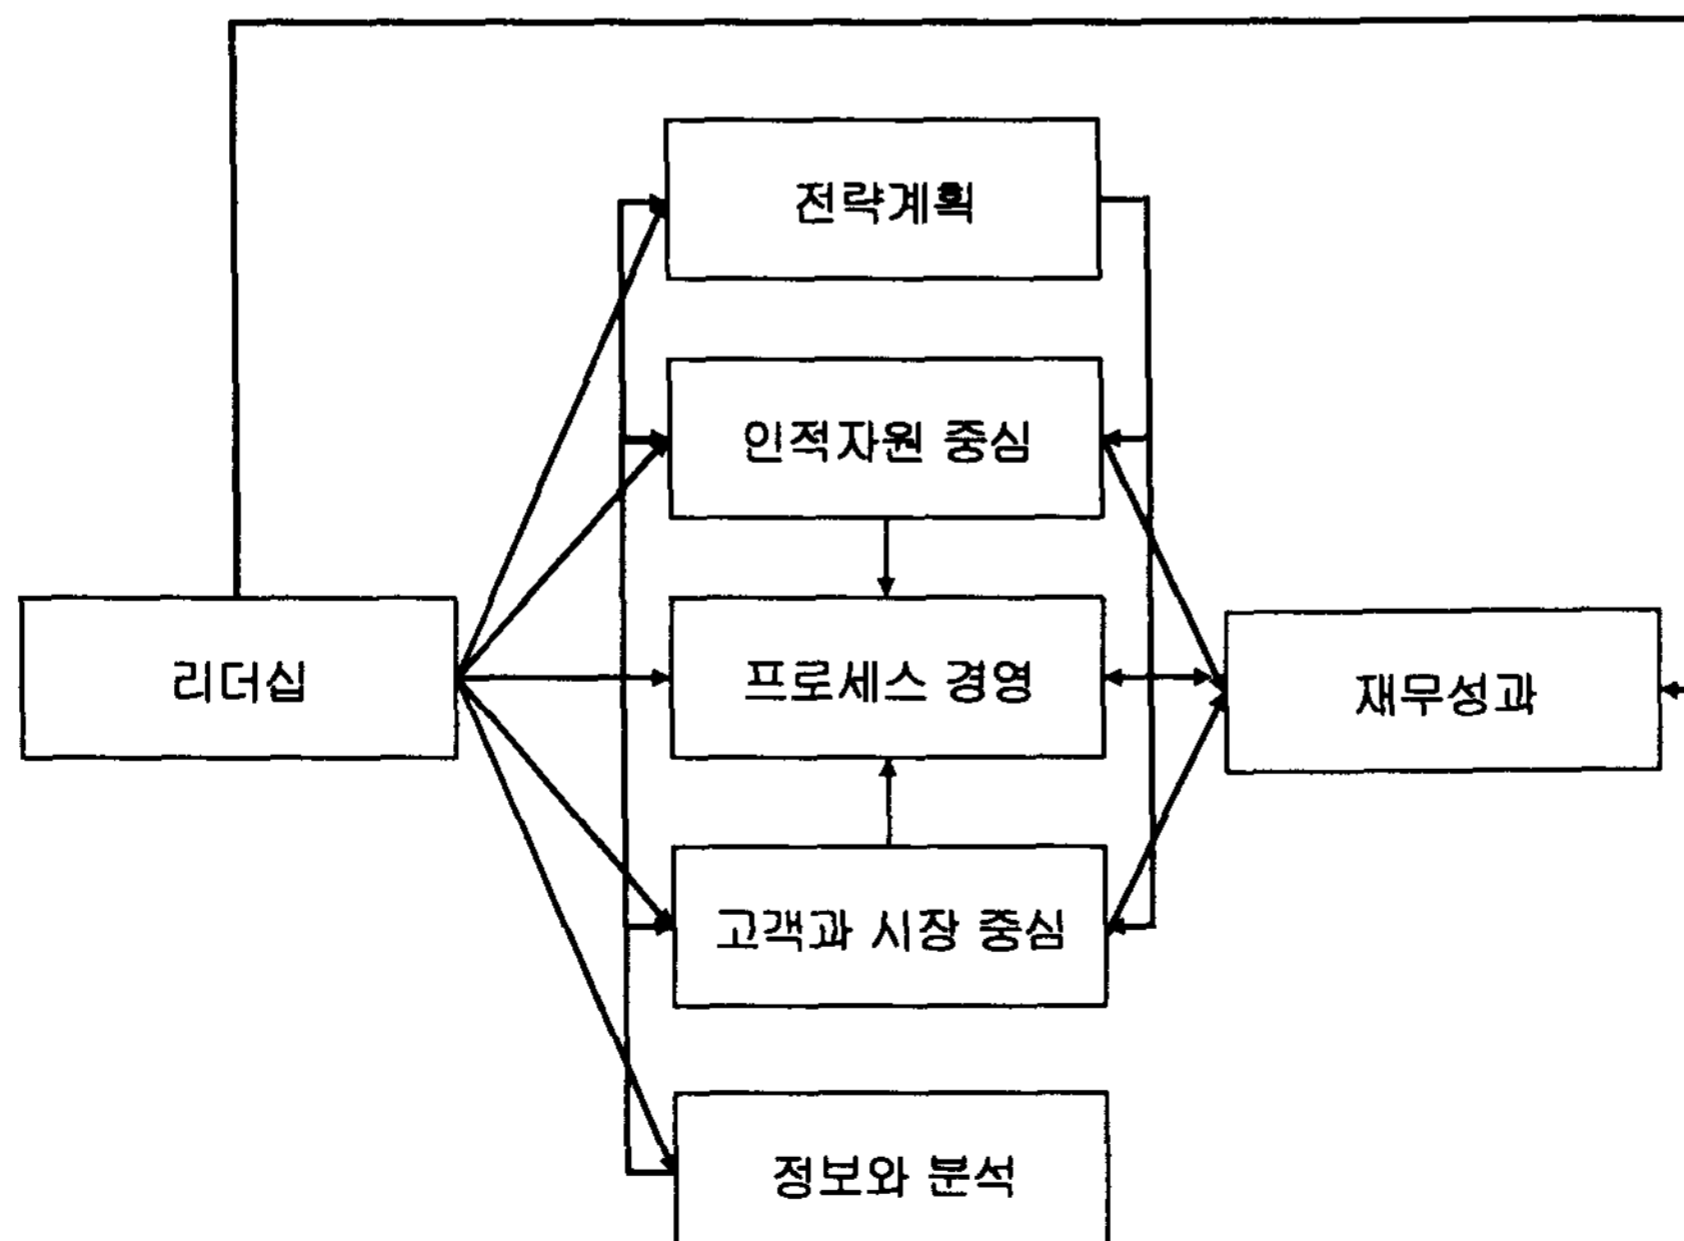 전략계획
인적자원 중심
리더십
프로세스 경영
재무성과
고객과 시장 중심
정보와 분석